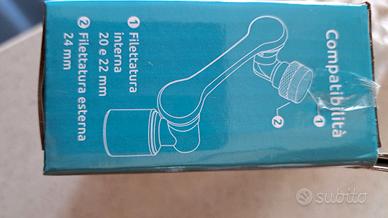 Compatibilità
①
②
① Filettatura
interna
20 e 22 mm
② Filettatura esterna
24 mm
subito